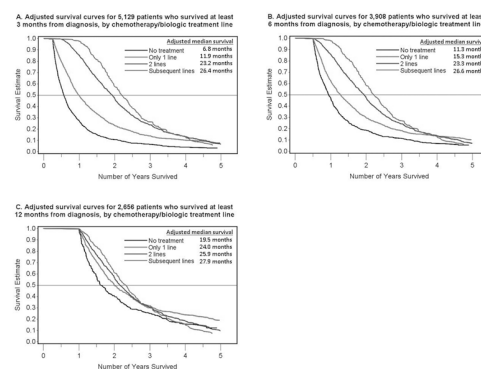 A. Adjusted survival curves for 5,129 patients who survived at least
3 months from diagnosis, by chemotherapy/biologic treatment line
Adjusted median survival
No treatment 6.8 months
Only 1 line 11.9 months
2 lines 23.2 months
Subsequent lines 26.4 months
Survival Estimate
1.0
0.9
0.8
0.7
0.6
0.5
0.4
0.3
0.2
0.1
0.0
0 1 2 3 4 5
Number of Years Survived
B. Adjusted survival curves for 3,908 patients who survived at
6 months from diagnosis, by chemotherapy/biologic treatment
Adjusted median
No treatment 11.3
Only 1 line 15.3
2 lines 23.3
Subsequent lines 26.6
Survival Estimate
1.0
0.9
0.8
0.7
0.6
0.5
0.4
0.3
0.2
0.1
0.0
0 1 2 3 4 5
Number of Years Survived
C. Adjusted survival curves for 2,656 patients who survived at least
12 months from diagnosis, by chemotherapy/biologic treatment line
Adjusted median survival
No treatment 19.5 months
Only 1 line 24.0 months
2 lines 25.9 months
Subsequent lines 27.9 months
Survival Estimate
1.0
0.9
0.8
0.7
0.6
0.5
0.4
0.3
0.2
0.1
0.0
0 1 2 3 4 5
Number of Years Survived